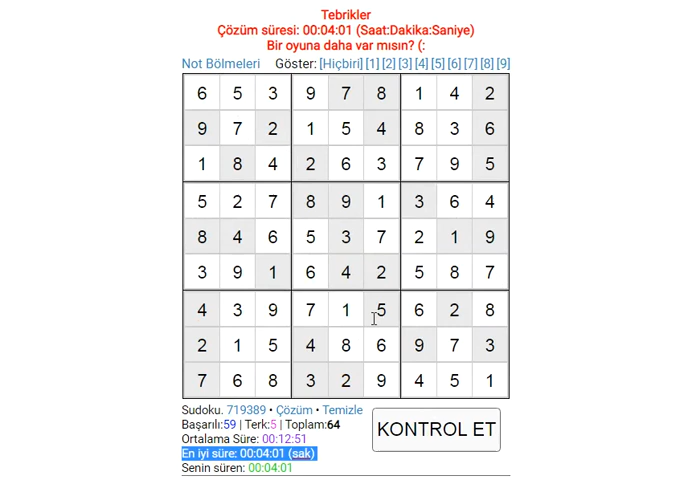 Tebrikler
Çözüm süresi: 00:04:01 (Saat:Dakika:Saniye)
Bir oyuna daha var mısın? (:
Not Bölmeleri Göster: [Hiçbiri] [1] [2] [3] [4] [5] [6] [7] [8] [9]
6 5 3 9 7 8 1 4 2
9 7 2 1 5 4 8 3 6
1 8 4 2 6 3 7 9 5
5 2 7 8 9 1 3 6 4
8 4 6 5 3 7 2 1 9
3 9 1 6 4 2 5 8 7
4 3 9 7 1 5 6 2 8
2 1 5 4 8 6 9 7 3
7 6 8 3 2 9 4 5 1
Sudoku. 719389 • Çözüm • Temizle
Başarılı:59 | Terk:5 | Toplam:64
Ortalama Süre: 00:12:51
En iyi süre: 00:04:01 (sak)
Senin süren: 00:04:01
KONTROL ET